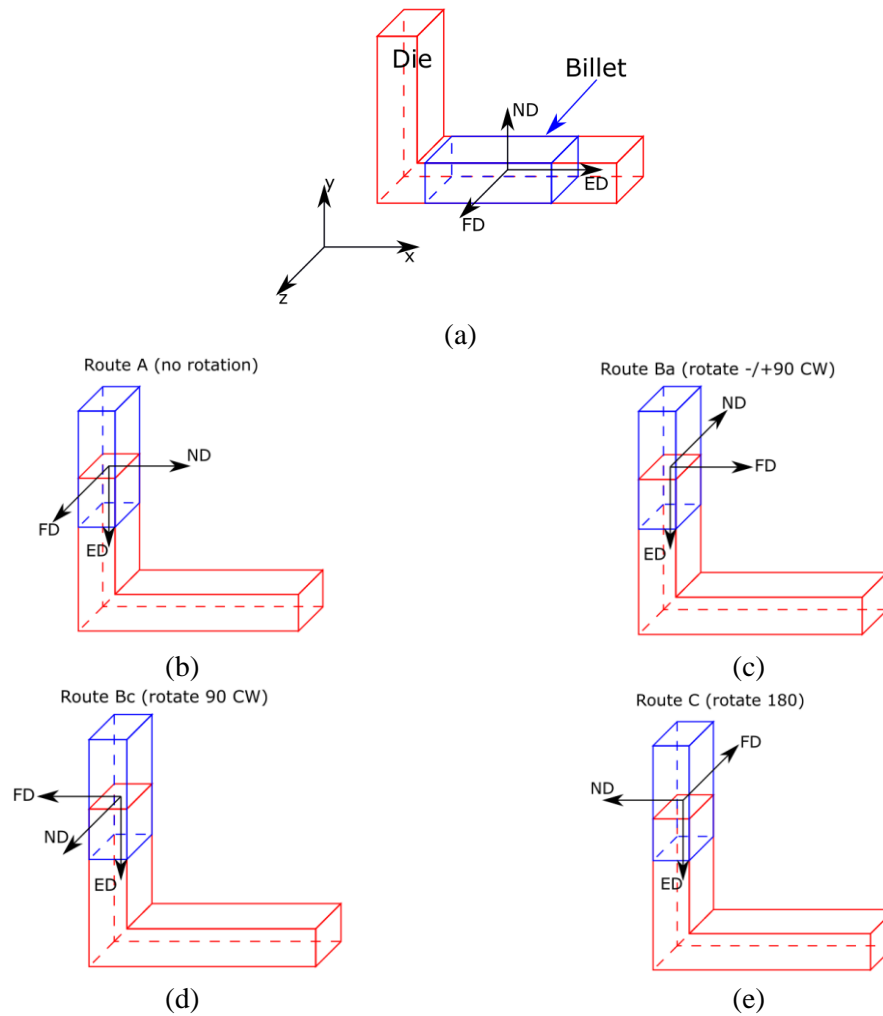 Die
Billet
ND
ED
FD
y
x
z
(a)
Route A (no rotation)
ND
FD
ED
(b)
Route Ba (rotate -/+90 CW)
ND
FD
ED
(c)
Route Bc (rotate 90 CW)
FD
ND
ED
(d)
Route C (rotate 180)
FD
ND
ED
(e)